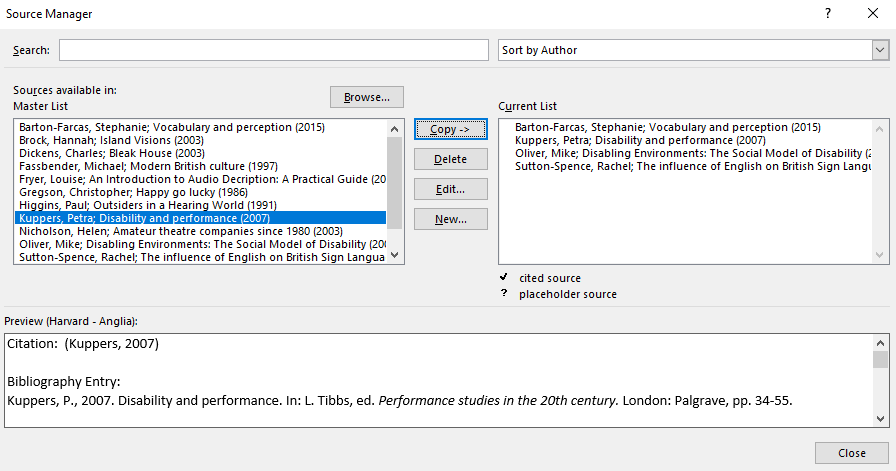 Source Manager
? ×
Search:
Sort by Author
Sources available in:
Master List
Browse...
Current List
Barton-Farcas, Stephanie; Vocabulary and perception (2015)
Brock, Hannah; Island Visions (2003)
Dickens, Charles; Bleak House (2003)
Fassbender, Michael; Modern British culture (1997)
Fryer, Louise; An Introduction to Audio Decription: A Practical Guide (20
Gregson, Christopher; Happy go lucky (1986)
Higgins, Paul; Outsiders in a Hearing World (1991)
Kuppers, Petra; Disability and performance (2007)
Nicholson, Helen; Amateur theatre companies since 1980 (2003)
Oliver, Mike; Disabling Environments: The Social Model of Disability (200
Sutton-Spence, Rachel; The influence of English on British Sign Langua
Copy ->
Delete
Edit...
New...
Barton-Farcas, Stephanie; Vocabulary and perception (2015)
Kuppers, Petra; Disability and performance (2007)
Oliver, Mike; Disabling Environments: The Social Model of Disability (2
Sutton-Spence, Rachel; The influence of English on British Sign Langu
✓ cited source
? placeholder source
Preview (Harvard - Anglia):
Citation: (Kuppers, 2007)
Bibliography Entry:
Kuppers, P., 2007. Disability and performance. In: L. Tibbs, ed. Performance studies in the 20th century. London: Palgrave, pp. 34-55.
Close